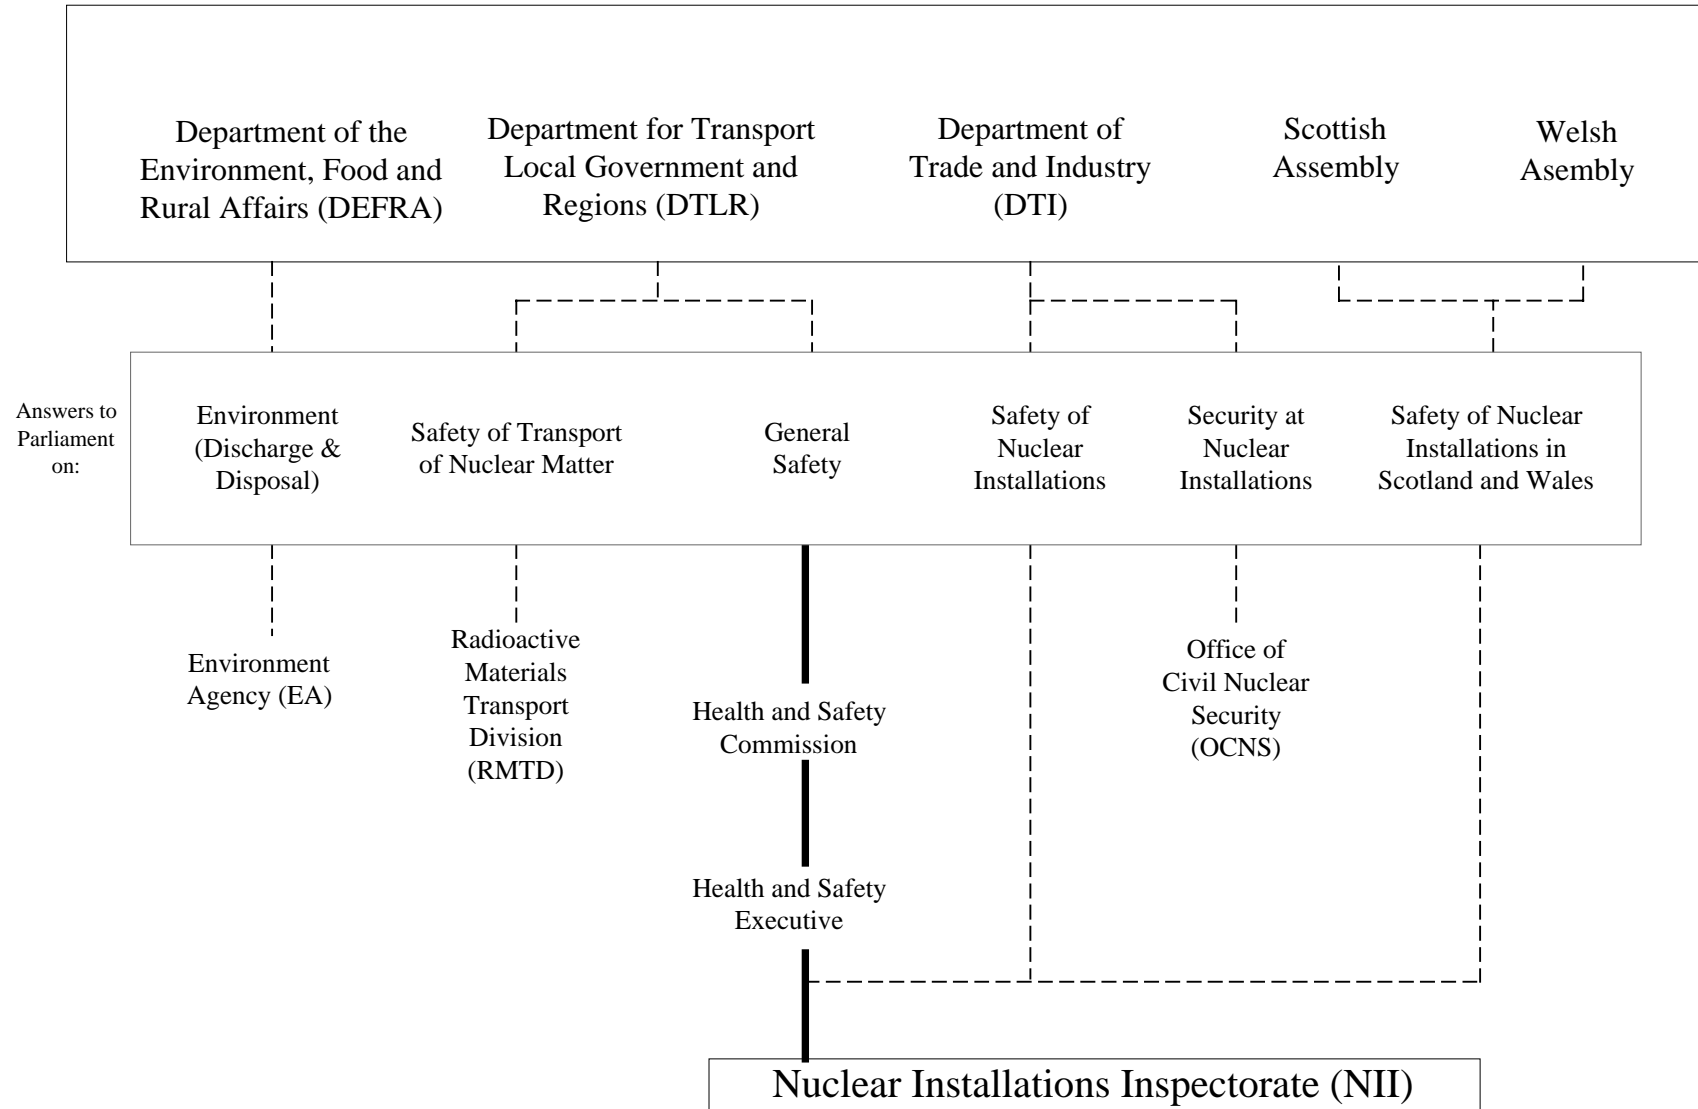 Department of the
Environment, Food and
Rural Affairs (DEFRA)
Department for Transport
Local Government and
Regions (DTLR)
Department of
Trade and Industry
(DTI)
Scottish
Assembly
Welsh
Asembly
Answers to
Parliament
on:
Environment
(Discharge &
Disposal)
Safety of Transport
of Nuclear Matter
General
Safety
Safety of
Nuclear
Installations
Security at
Nuclear
Installations
Safety of Nuclear
Installations in
Scotland and Wales
Environment
Agency (EA)
Radioactive
Materials
Transport
Division
(RMTD)
Health and Safety
Commission
Office of
Civil Nuclear
Security
(OCNS)
Health and Safety
Executive
Nuclear Installations Inspectorate (NII)